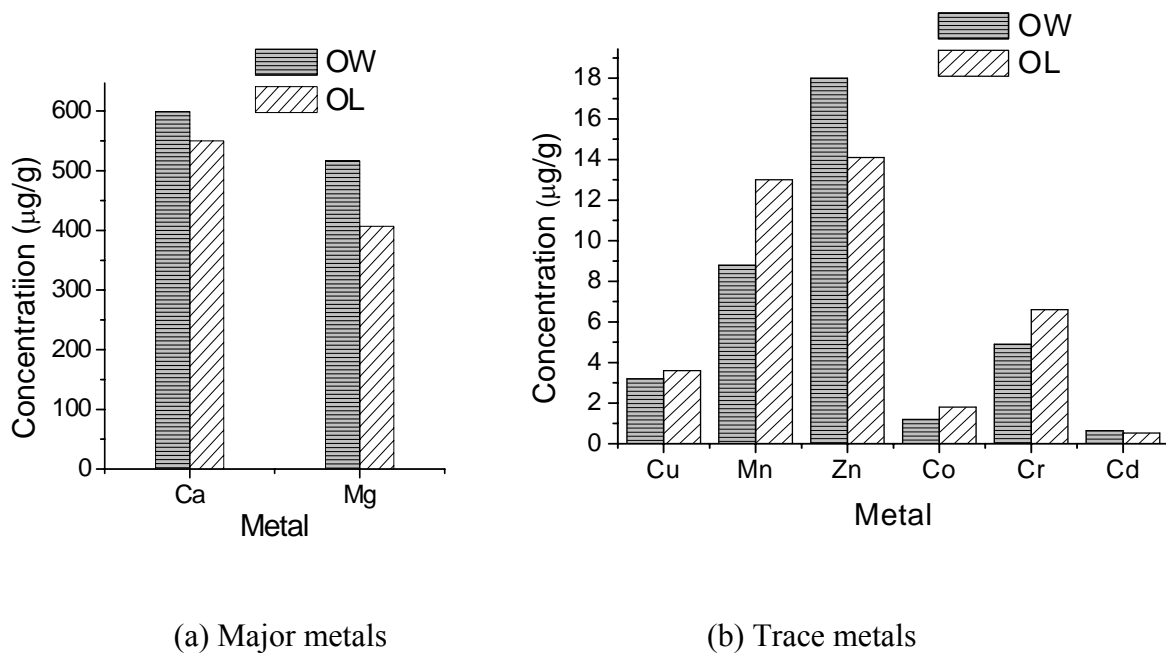 OW
OL
600
500
400
300
200
100
0
Concentratiion (µg/g)
Ca
Mg
Metal
(a) Major metals
OW
OL
18
16
14
12
10
8
6
4
2
0
Concentration (µg/g)
Cu
Mn
Zn
Co
Cr
Cd
Metal
(b) Trace metals